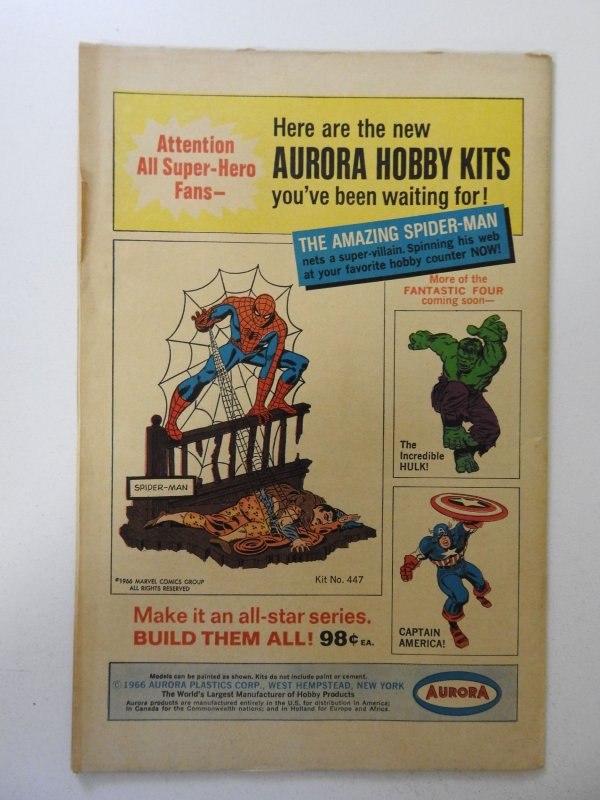 Attention
All Super-Hero
Fans—
Here are the new
AURORA HOBBY KITS
you've been waiting for!
THE AMAZING SPIDER-MAN
nets a super-villain. Spinning his web
at your favorite hobby counter NOW!
More of the
FANTASTIC FOUR
coming soon—
SPIDER-MAN
©1966 MARVEL COMICS GROUP
ALL RIGHTS RESERVED
Kit No. 447
The
Incredible
HULK!
CAPTAIN
AMERICA!
Make it an all-star series.
BUILD THEM ALL! 98¢ EA.
Models can be painted as shown. Kits do not include paint or cement.
© 1966 AURORA PLASTICS CORP., WEST HEMPSTEAD, NEW YORK
The World's Largest Manufacturer of Hobby Products
Aurora products are manufactured entirely in the U.S. for distribution in America;
in Canada for the Commonwealth nations; and in Holland for Europe and Africa.
AURORA